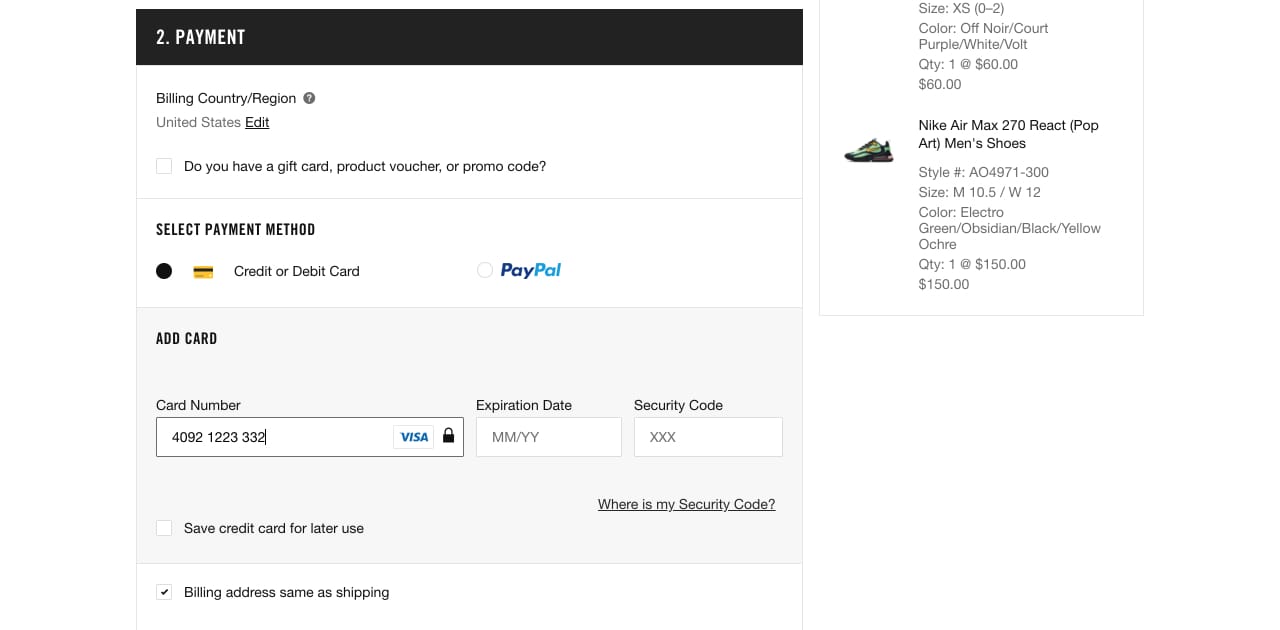 2. PAYMENT
Billing Country/Region ?
United States Edit
Do you have a gift card, product voucher, or promo code?
SELECT PAYMENT METHOD
Credit or Debit Card
PayPal
ADD CARD
Card Number
4092 1223 332
VISA
Expiration Date
MM/YY
Security Code
XXX
Where is my Security Code?
Save credit card for later use
Billing address same as shipping
Size: XS (0–2)
Color: Off Noir/Court
Purple/White/Volt
Qty: 1 @ $60.00
$60.00
Nike Air Max 270 React (Pop
Art) Men's Shoes
Style #: AO4971-300
Size: M 10.5 / W 12
Color: Electro
Green/Obsidian/Black/Yellow
Ochre
Qty: 1 @ $150.00
$150.00